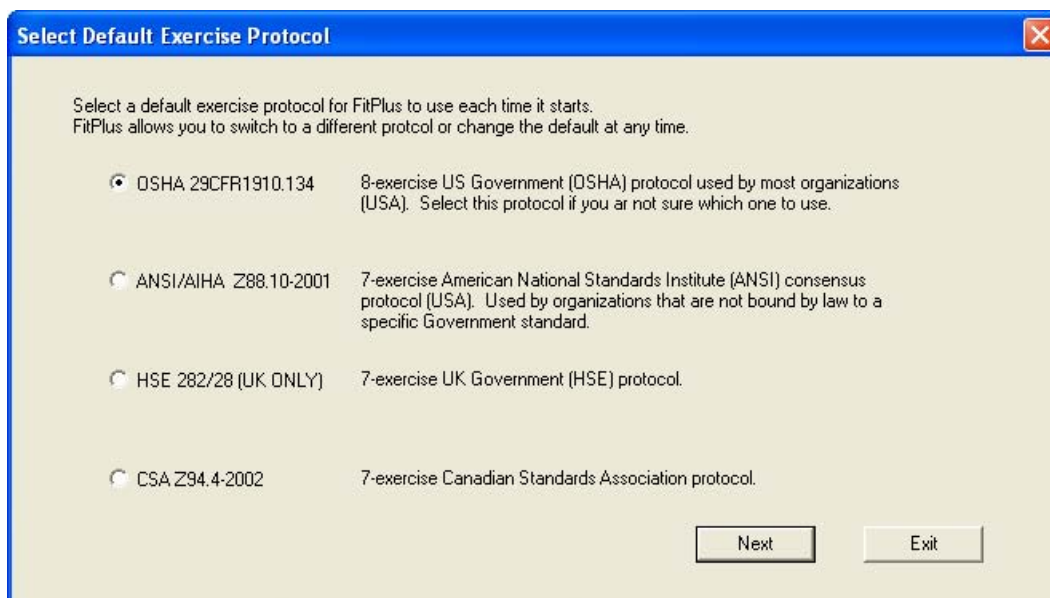 Select Default Exercise Protocol
Select a default exercise protocol for FitPlus to use each time it starts.
FitPlus allows you to switch to a different protcol or change the default at any time.
OSHA 29CFR1910.134
8-exercise US Government (OSHA) protocol used by most organizations
(USA). Select this protocol if you ar not sure which one to use.
ANSI/AIHA Z88.10-2001
7-exercise American National Standards Institute (ANSI) consensus
protocol (USA). Used by organizations that are not bound by law to a
specific Government standard.
HSE 282/28 (UK ONLY)
7-exercise UK Government (HSE) protocol.
CSA Z94.4-2002
7-exercise Canadian Standards Association protocol.
Next
Exit